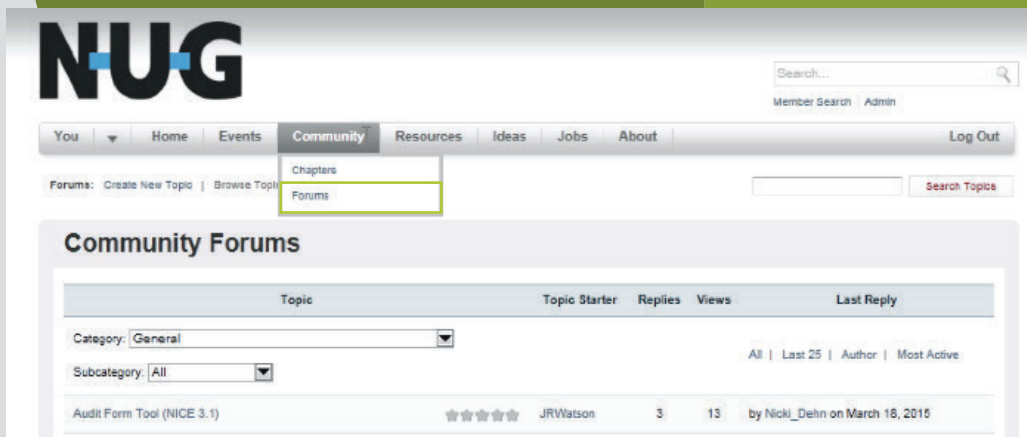 N-U-G
Search...
Member Search | Admin
You Home Events Community Resources Ideas Jobs About Log Out
Chapters
Forums: Create New Topic | Browse
Forums
Search Topics
Community Forums
Topic Topic Starter Replies Views Last Reply
Category: General
All | Last 25 | Author | Most Active
Subcategory: All
Audit Form Tool (NICE 3.1) JRWatson 3 13 by Nicki_Dehn on March 18, 2015